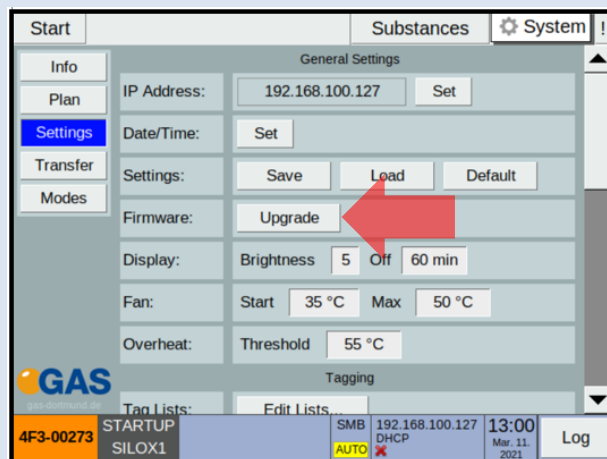 Start Substances System !
Info
Plan
Settings
Transfer
Modes
General Settings
IP Address: 192.168.100.127 Set
Date/Time: Set
Settings: Save Load Default
Firmware: Upgrade
Display: Brightness 5 Off 60 min
Fan: Start 35 °C Max 50 °C
Overheat: Threshold 55 °C
Tagging
Tag Lists: Edit Lists...
GAS
gas-dortmund.de
4F3-00273
STARTUP
SILOX1
SMB
AUTO
192.168.100.127
DHCP
13:00
Mar. 11.
2021
Log